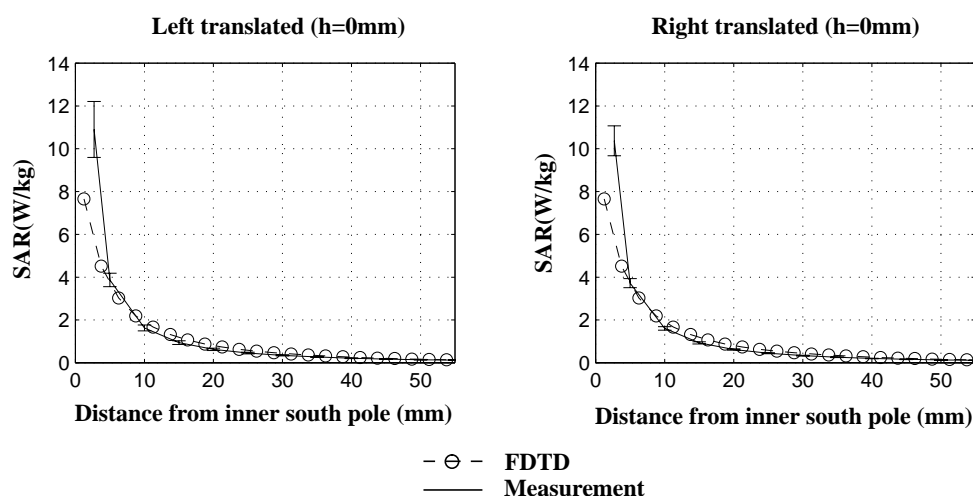 Left translated (h=0mm)
Right translated (h=0mm)
14
12
10
8
6
4
2
0
SAR(W/kg)
0 10 20 30 40 50
Distance from inner south pole (mm)
14
12
10
8
6
4
2
0
SAR(W/kg)
0 10 20 30 40 50
Distance from inner south pole (mm)
FDTD
Measurement